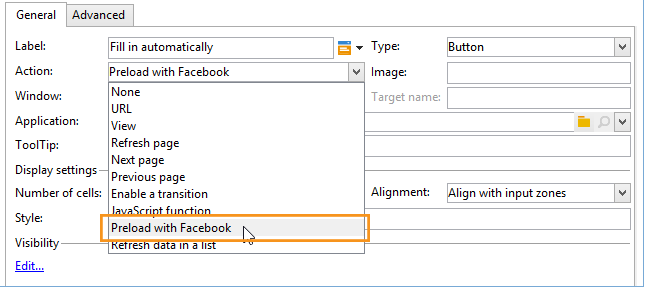 General Advanced
Label: Fill in automatically Type: Button
Action: Preload with Facebook Image:
Window: None Target name:
URL
Application: View
ToolTip: Refresh page
Next page
Display settings Previous page
Number of cells: Enable a transition Alignment: Align with input zones
JavaScript function
Style: Preload with Facebook
Visibility Refresh data in a list
Edit...